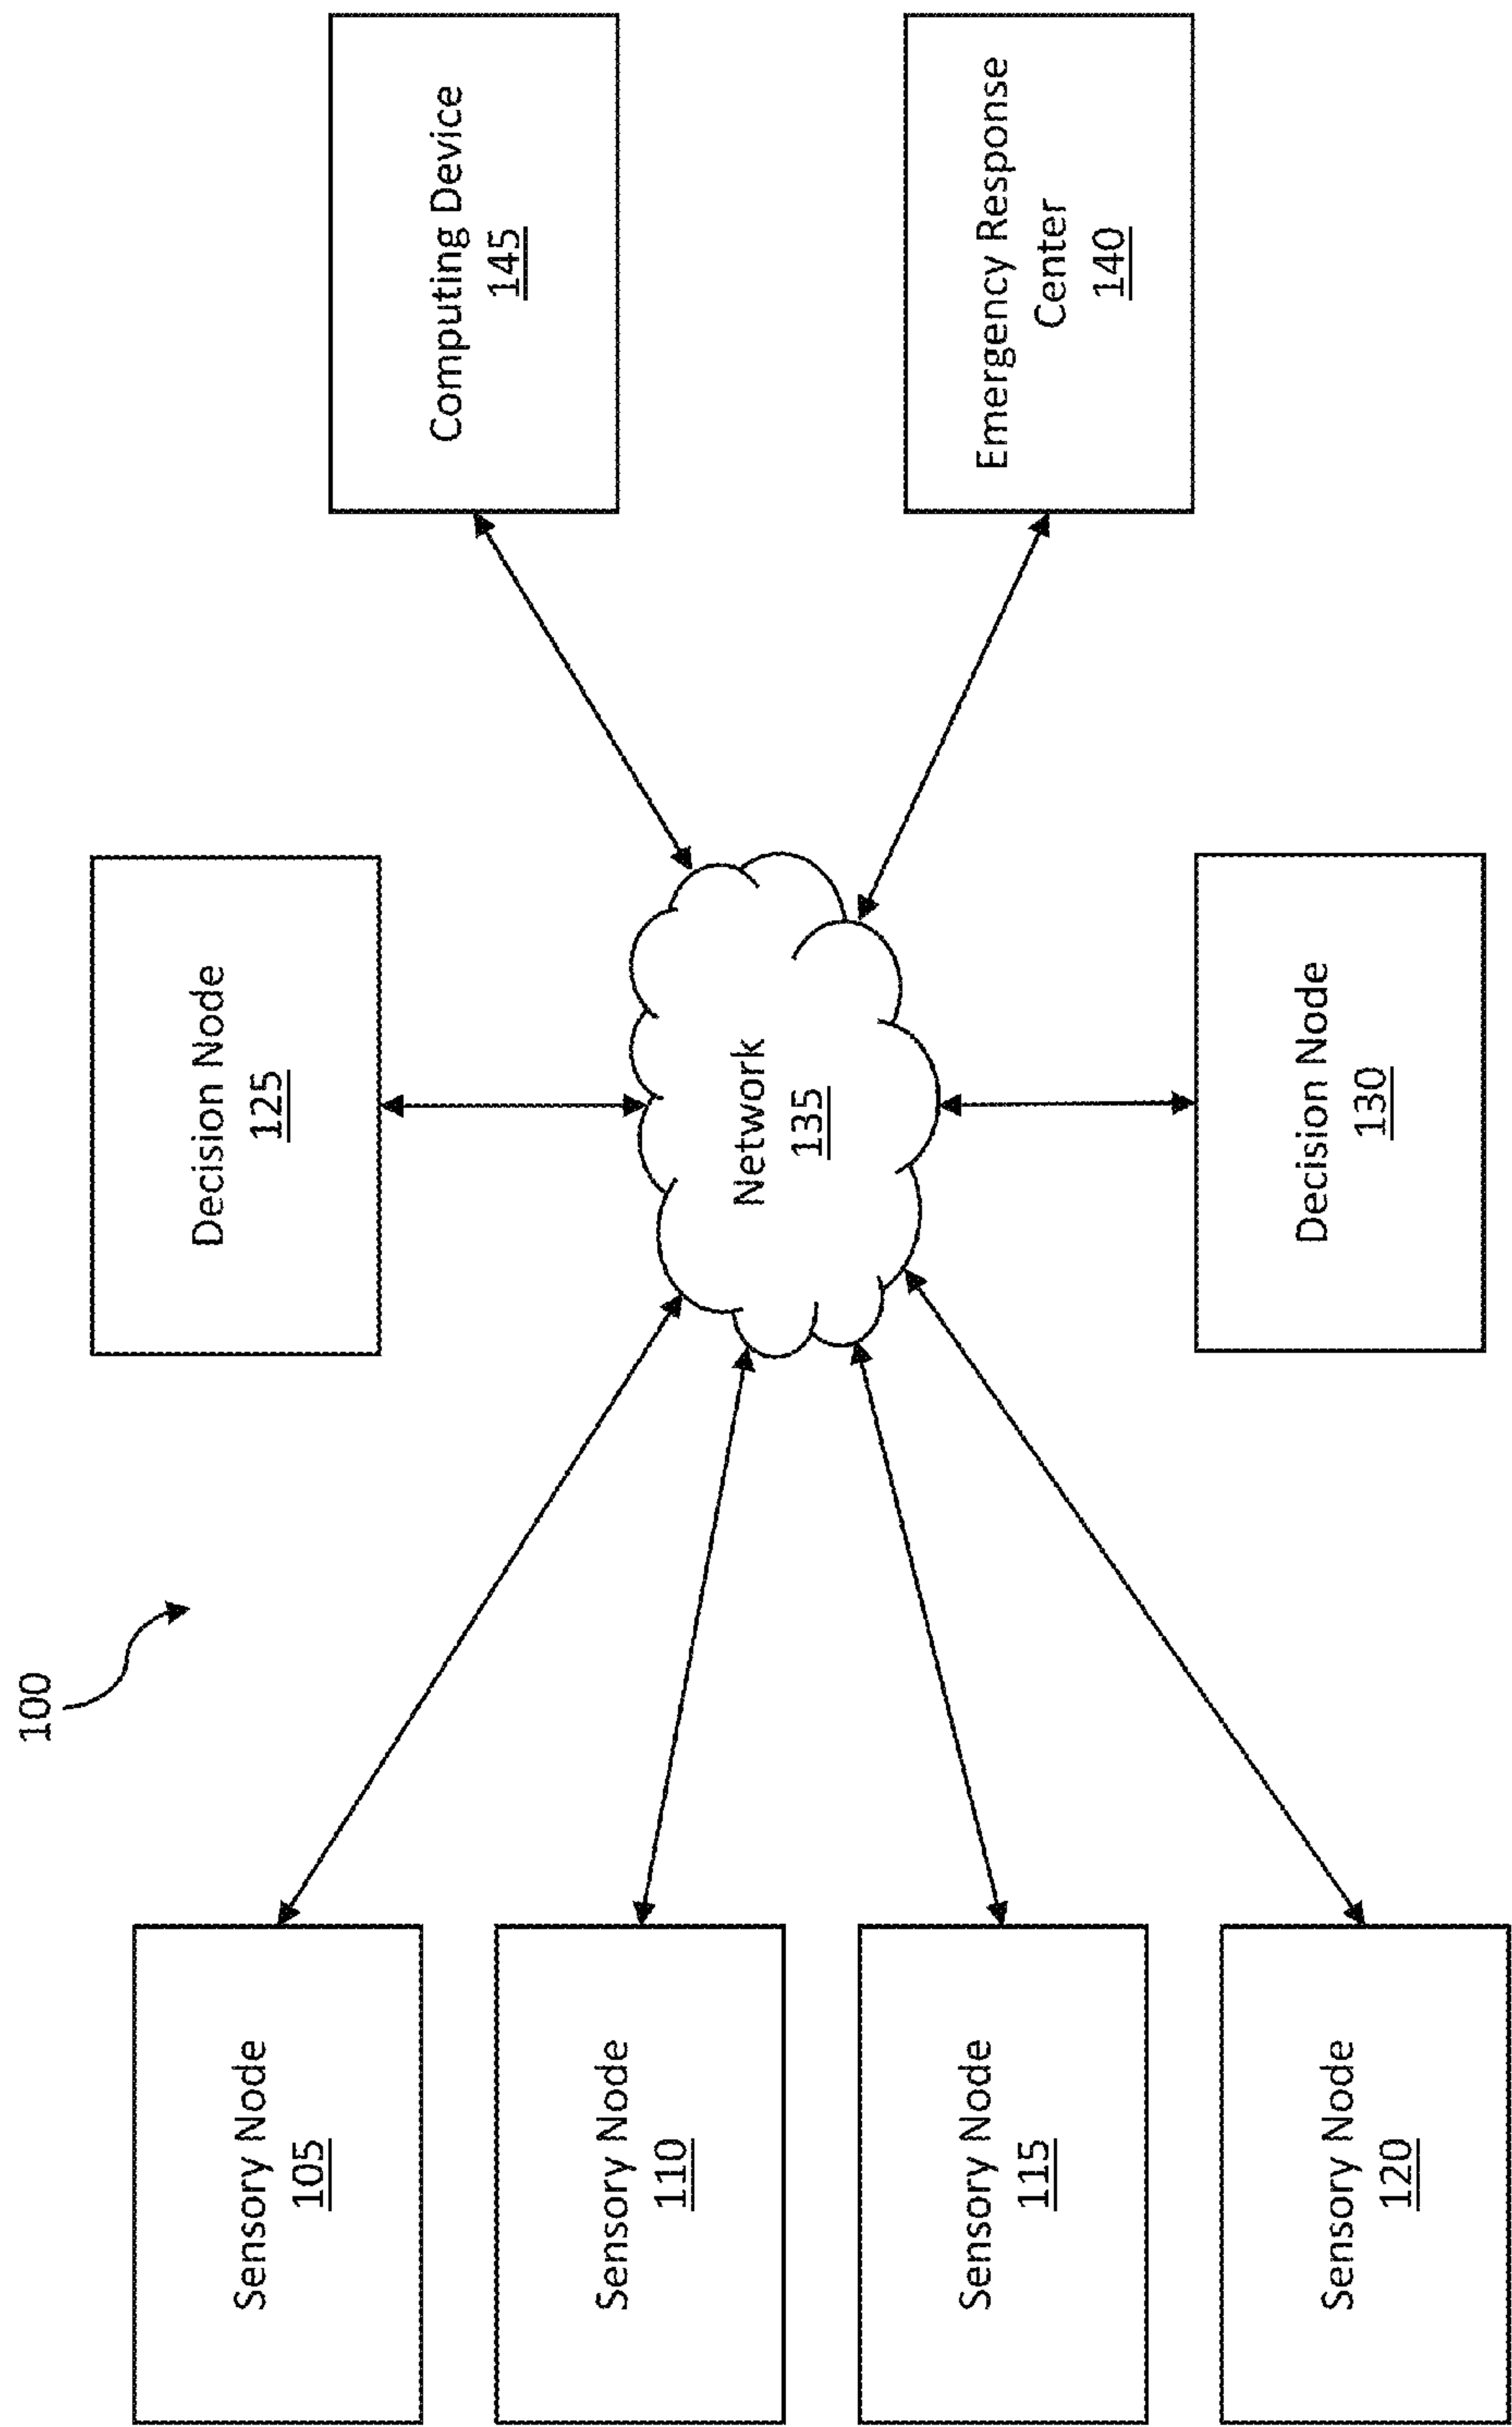 100
Sensory Node
105
Sensory Node
110
Sensory Node
115
Sensory Node
120
Decision Node
125
Network
135
Decision Node
130
Computing Device
145
Emergency Response
Center
140